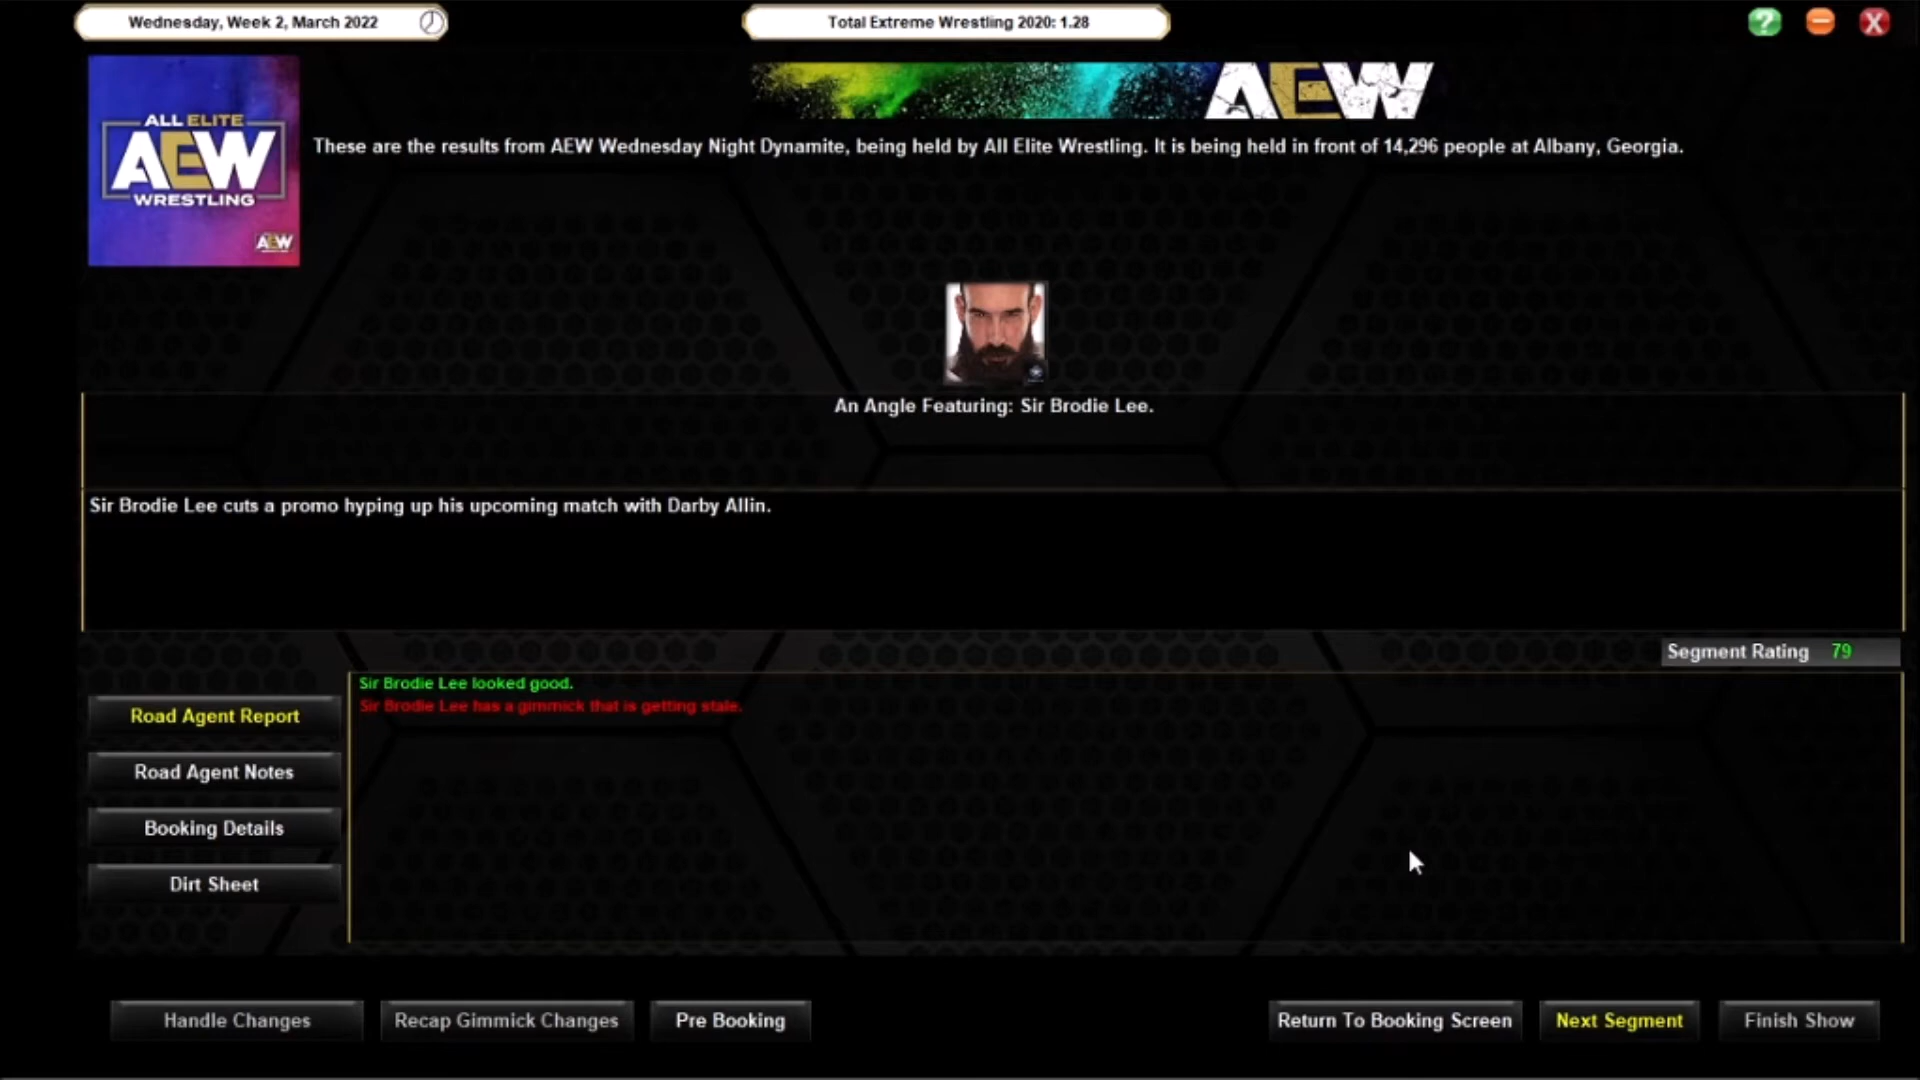 Wednesday, Week 2, March 2022
Total Extreme Wrestling 2020: 1.28
ALL ELITE
AEW
WRESTLING
AEW
AEW
These are the results from AEW Wednesday Night Dynamite, being held by All Elite Wrestling. It is being held in front of 14,296 people at Albany, Georgia.
An Angle Featuring: Sir Brodie Lee.
Sir Brodie Lee cuts a promo hyping up his upcoming match with Darby Allin.
Segment Rating 79
Sir Brodie Lee looked good.
Sir Brodie Lee has a gimmick that is getting stale.
Road Agent Report
Road Agent Notes
Booking Details
Dirt Sheet
Handle Changes
Recap Gimmick Changes
Pre Booking
Return To Booking Screen
Next Segment
Finish Show